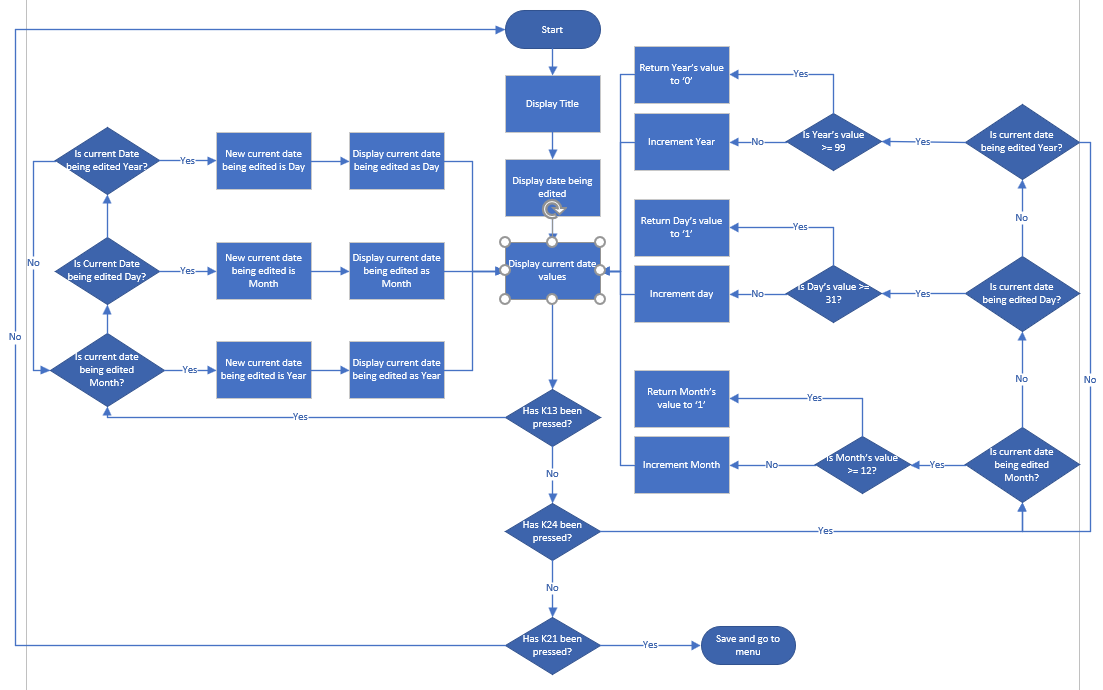 Start
Display Title
Display date being
edited
Display current date
values
Has K13 been
pressed?
Yes
No
Has K24 been
pressed?
Yes
No
Has K21 been
pressed?
Yes
No
Save and go to
menu
Is current Date
being edited Year?
Yes
No
New current date
being edited is Day
Display current date
being edited as Day
Is Current Date
being edited Day?
Yes
New current date
being edited is
Month
Display current date
being edited as
Month
Is current date
being edited
Month?
Yes
New current date
being edited is Year
Display current date
being edited as Year
Return Year's value
to '0'
Yes
Increment Year
No
Is Year's value
>= 99
Yes
Is current date
being edited Year?
No
Return Day's value
to '1'
Yes
Increment day
No
Is Day's value >=
31?
Yes
Is current date
being edited Day?
No
No
Return Month's
value to '1'
Yes
Increment Month
No
Is Month's value
>= 12?
Yes
Is current date
being edited
Month?